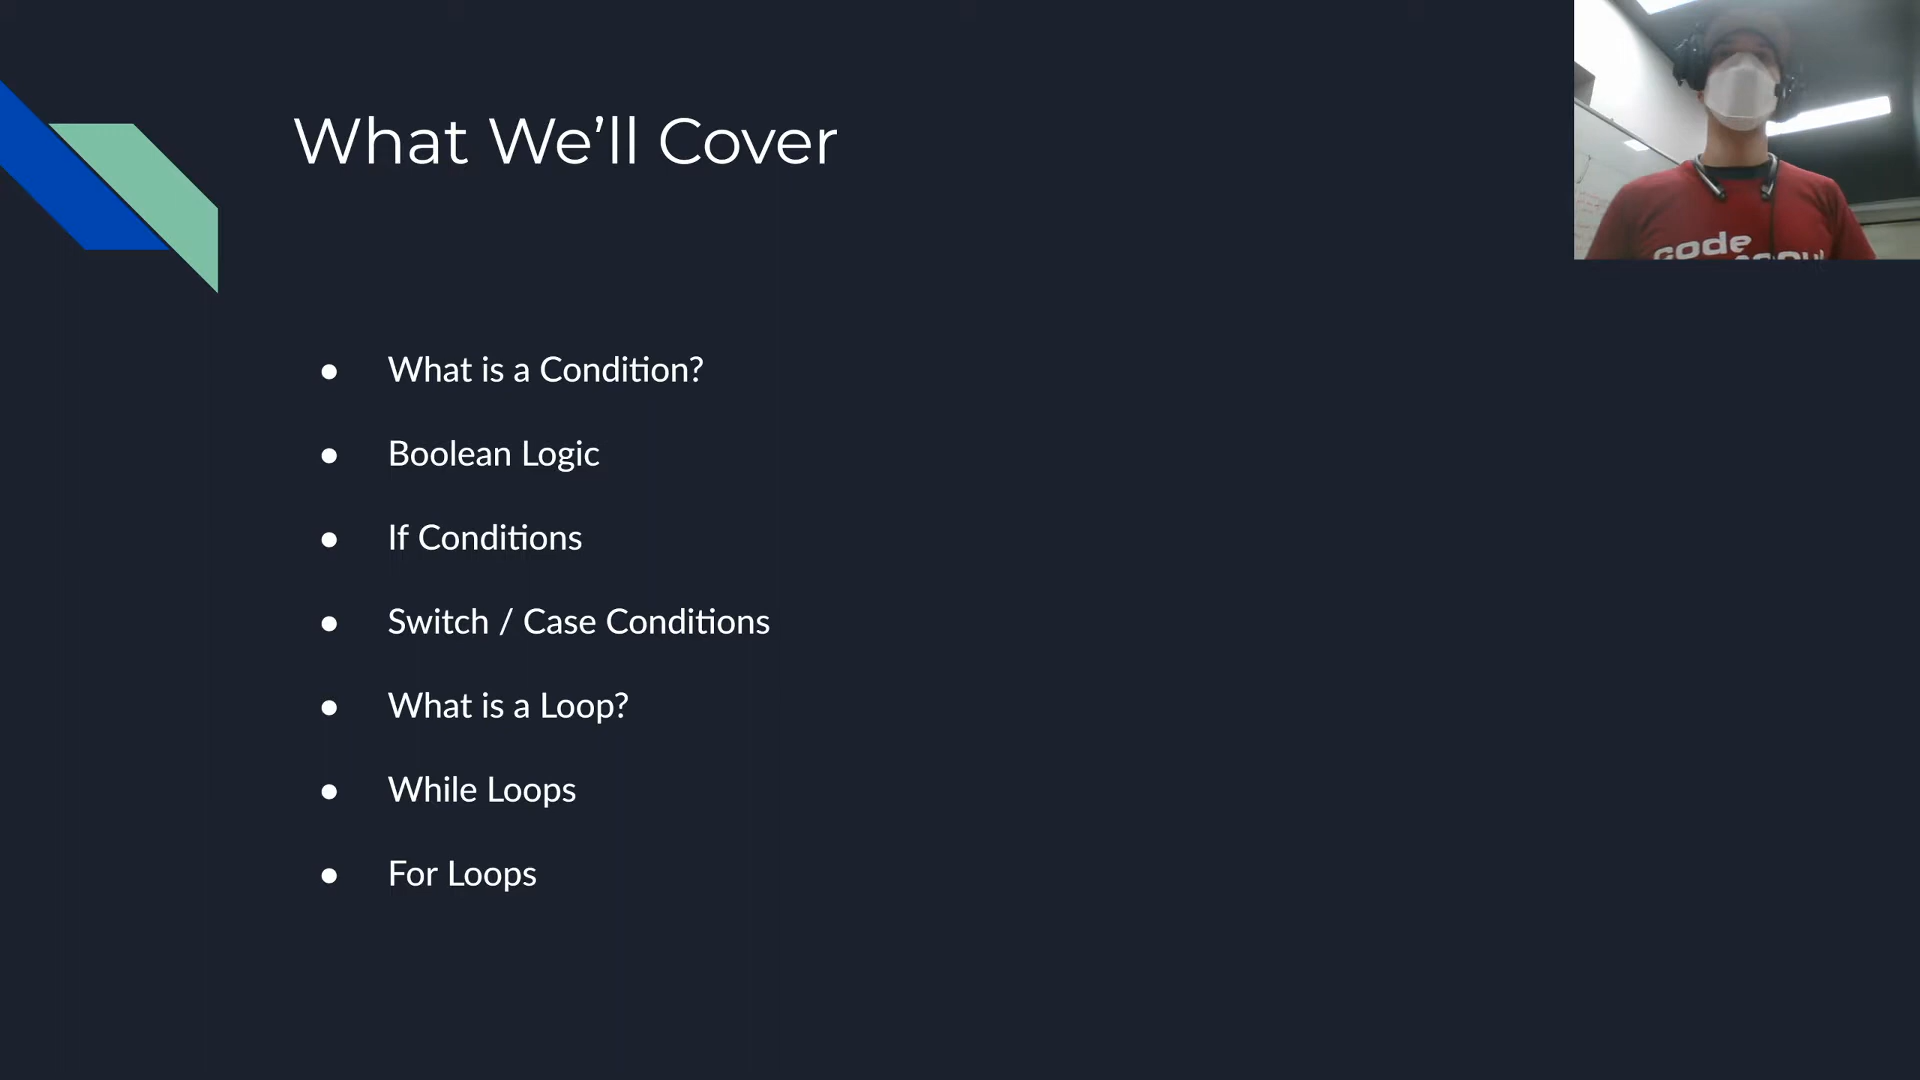 What We’ll Cover
● What is a Condition?
● Boolean Logic
● If Conditions
● Switch / Case Conditions
● What is a Loop?
● While Loops
● For Loops
code